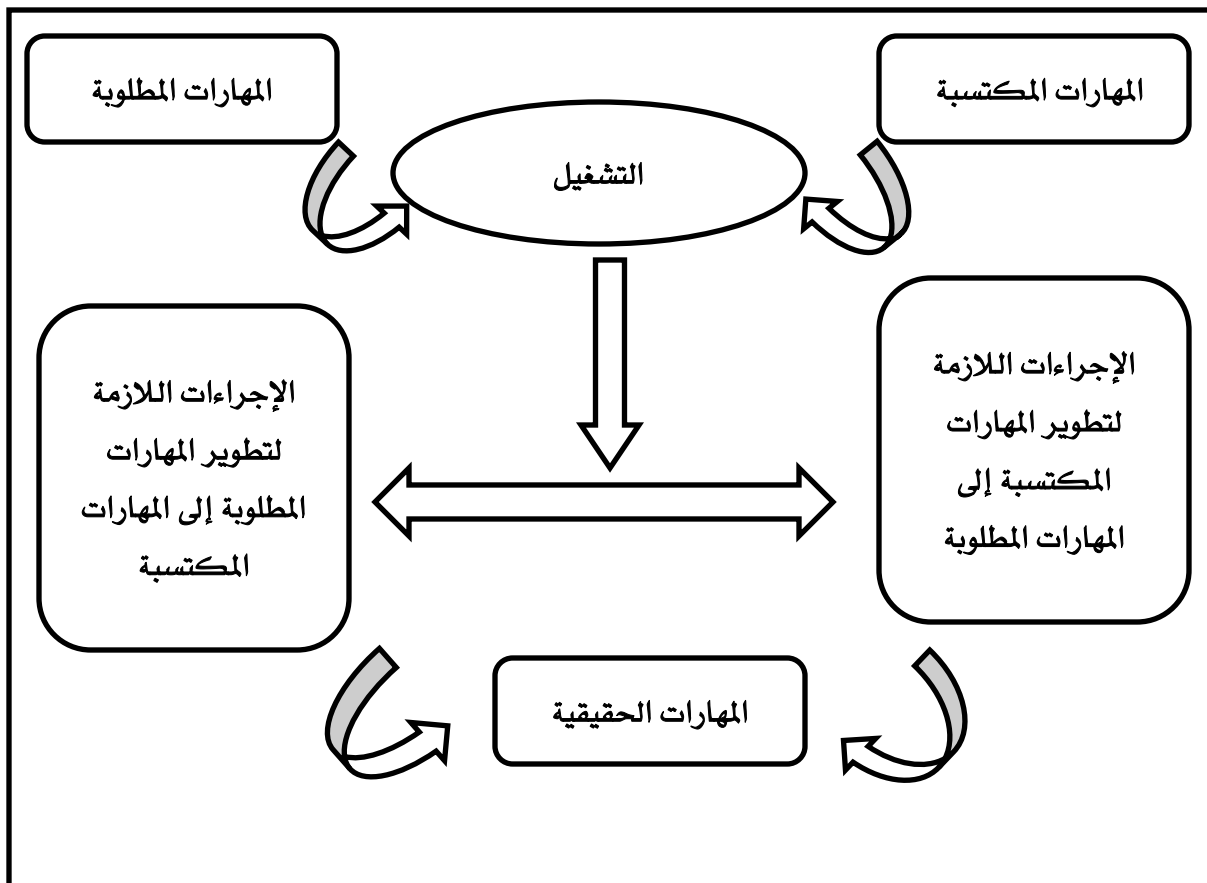 المهارات المكتسبة
المهارات المطلوبة
التشغيل
الإجراءات اللازمة
لتطوير المهارات
المكتسبة إلى
المهارات المطلوبة
الإجراءات اللازمة
لتطوير المهارات
المطلوبة إلى المهارات
المكتسبة
المهارات الحقيقية